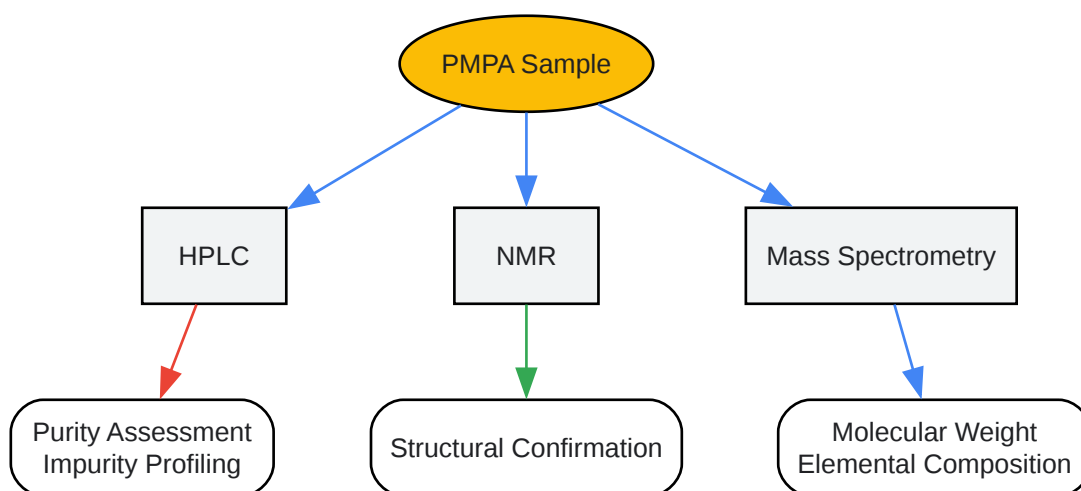 PMPA Sample
HPLC
NMR
Mass Spectrometry
Purity Assessment
Impurity Profiling
Structural Confirmation
Molecular Weight
Elemental Composition